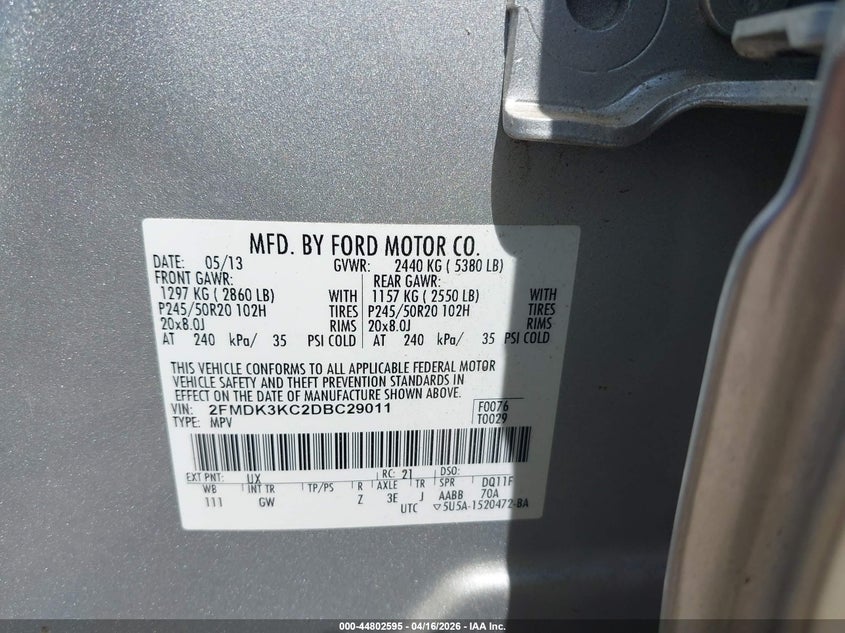 MFD. BY FORD MOTOR CO.
DATE: 05/13 GVWR: 2440 KG ( 5380 LB)
FRONT GAWR: REAR GAWR:
1297 KG ( 2860 LB) WITH 1157 KG ( 2550 LB) WITH
P245/50R20 102H TIRES P245/50R20 102H TIRES
20x8.0J RIMS 20x8.0J RIMS
AT 240 kPa/ 35 PSI COLD AT 240 kPa/ 35 PSI COLD
THIS VEHICLE CONFORMS TO ALL APPLICABLE FEDERAL MOTOR
VEHICLE SAFETY AND THEFT PREVENTION STANDARDS IN
EFFECT ON THE DATE OF MANUFACTURE SHOWN ABOVE.
VIN: 2FMDK3KC2DBC29011 F0076
TYPE: MPV T0029
EXT PNT: UX RC: 21 DSO:
WB INT TR TP/PS R AXLE TR SPR DQ11F
111 GW Z 3E J AABB 70A
UTC ▽5U5A-1520472-BA
000-44802595 - 04/16/2026 - IAA Inc.